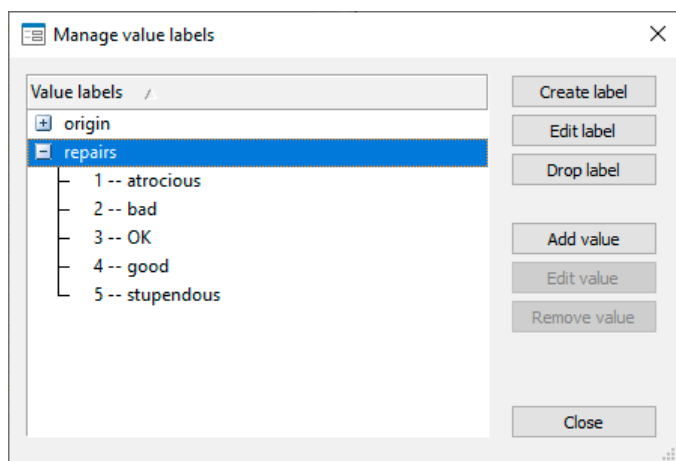 Manage value labels
Value labels
origin
repairs
1 -- atrocious
2 -- bad
3 -- OK
4 -- good
5 -- stupendous
Create label
Edit label
Drop label
Add value
Edit value
Remove value
Close